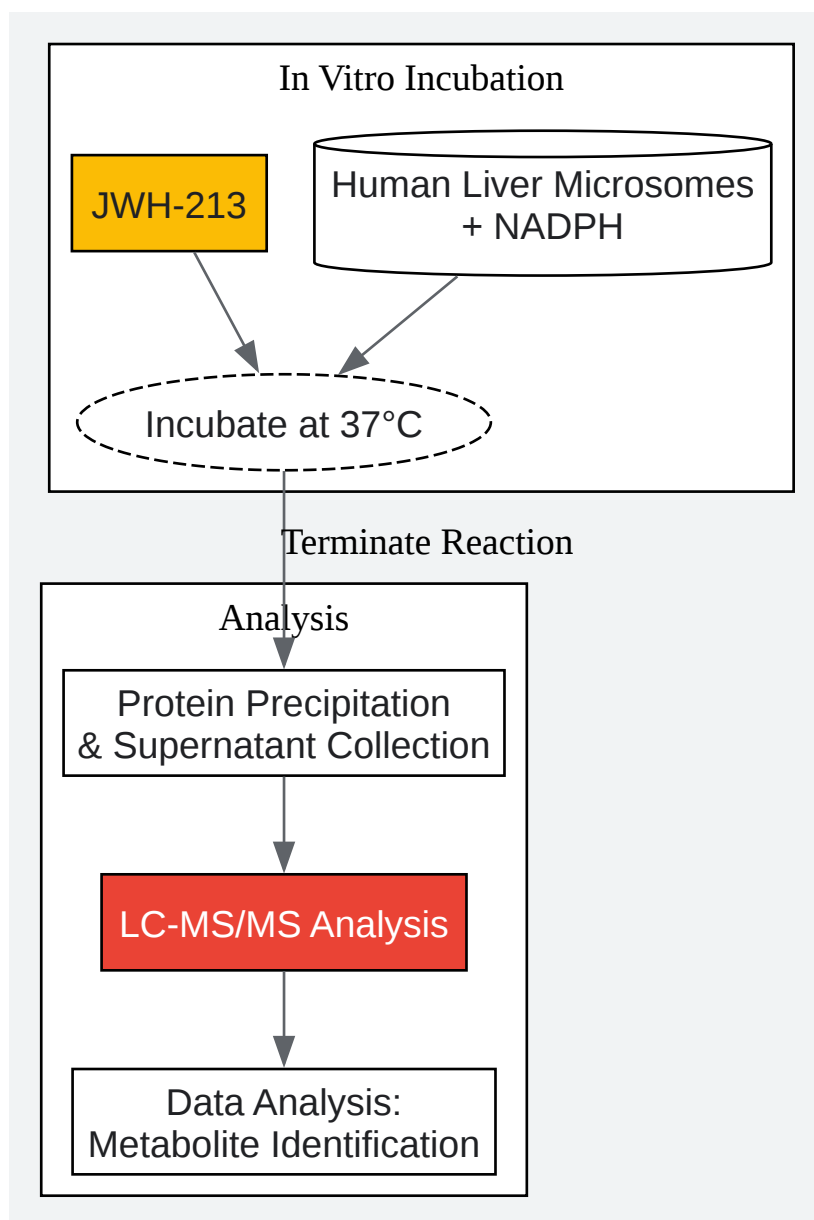 In Vitro Incubation
JWH-213
Human Liver Microsomes
+ NADPH
Incubate at 37°C
Terminate Reaction
Analysis
Protein Precipitation
& Supernatant Collection
LC-MS/MS Analysis
Data Analysis:
Metabolite Identification